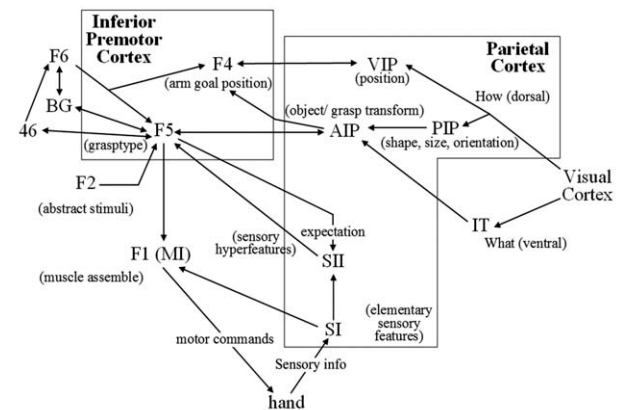 Inferior
Premotor
Cortex
Parietal
Cortex
F6
F4
(arm goal position)
VIP
(position)
How (dorsal)
BG
46
F5
(grasptype)
(object/ grasp transform)
AIP
PIP
(shape, size, orientation)
Visual
Cortex
F2
(abstract stimuli)
IT
What (ventral)
expectation
(sensory
hyperfeatures)
SII
F1 (MI)
(muscle assemble)
(elementary
sensory
features)
SI
motor commands
Sensory info
hand